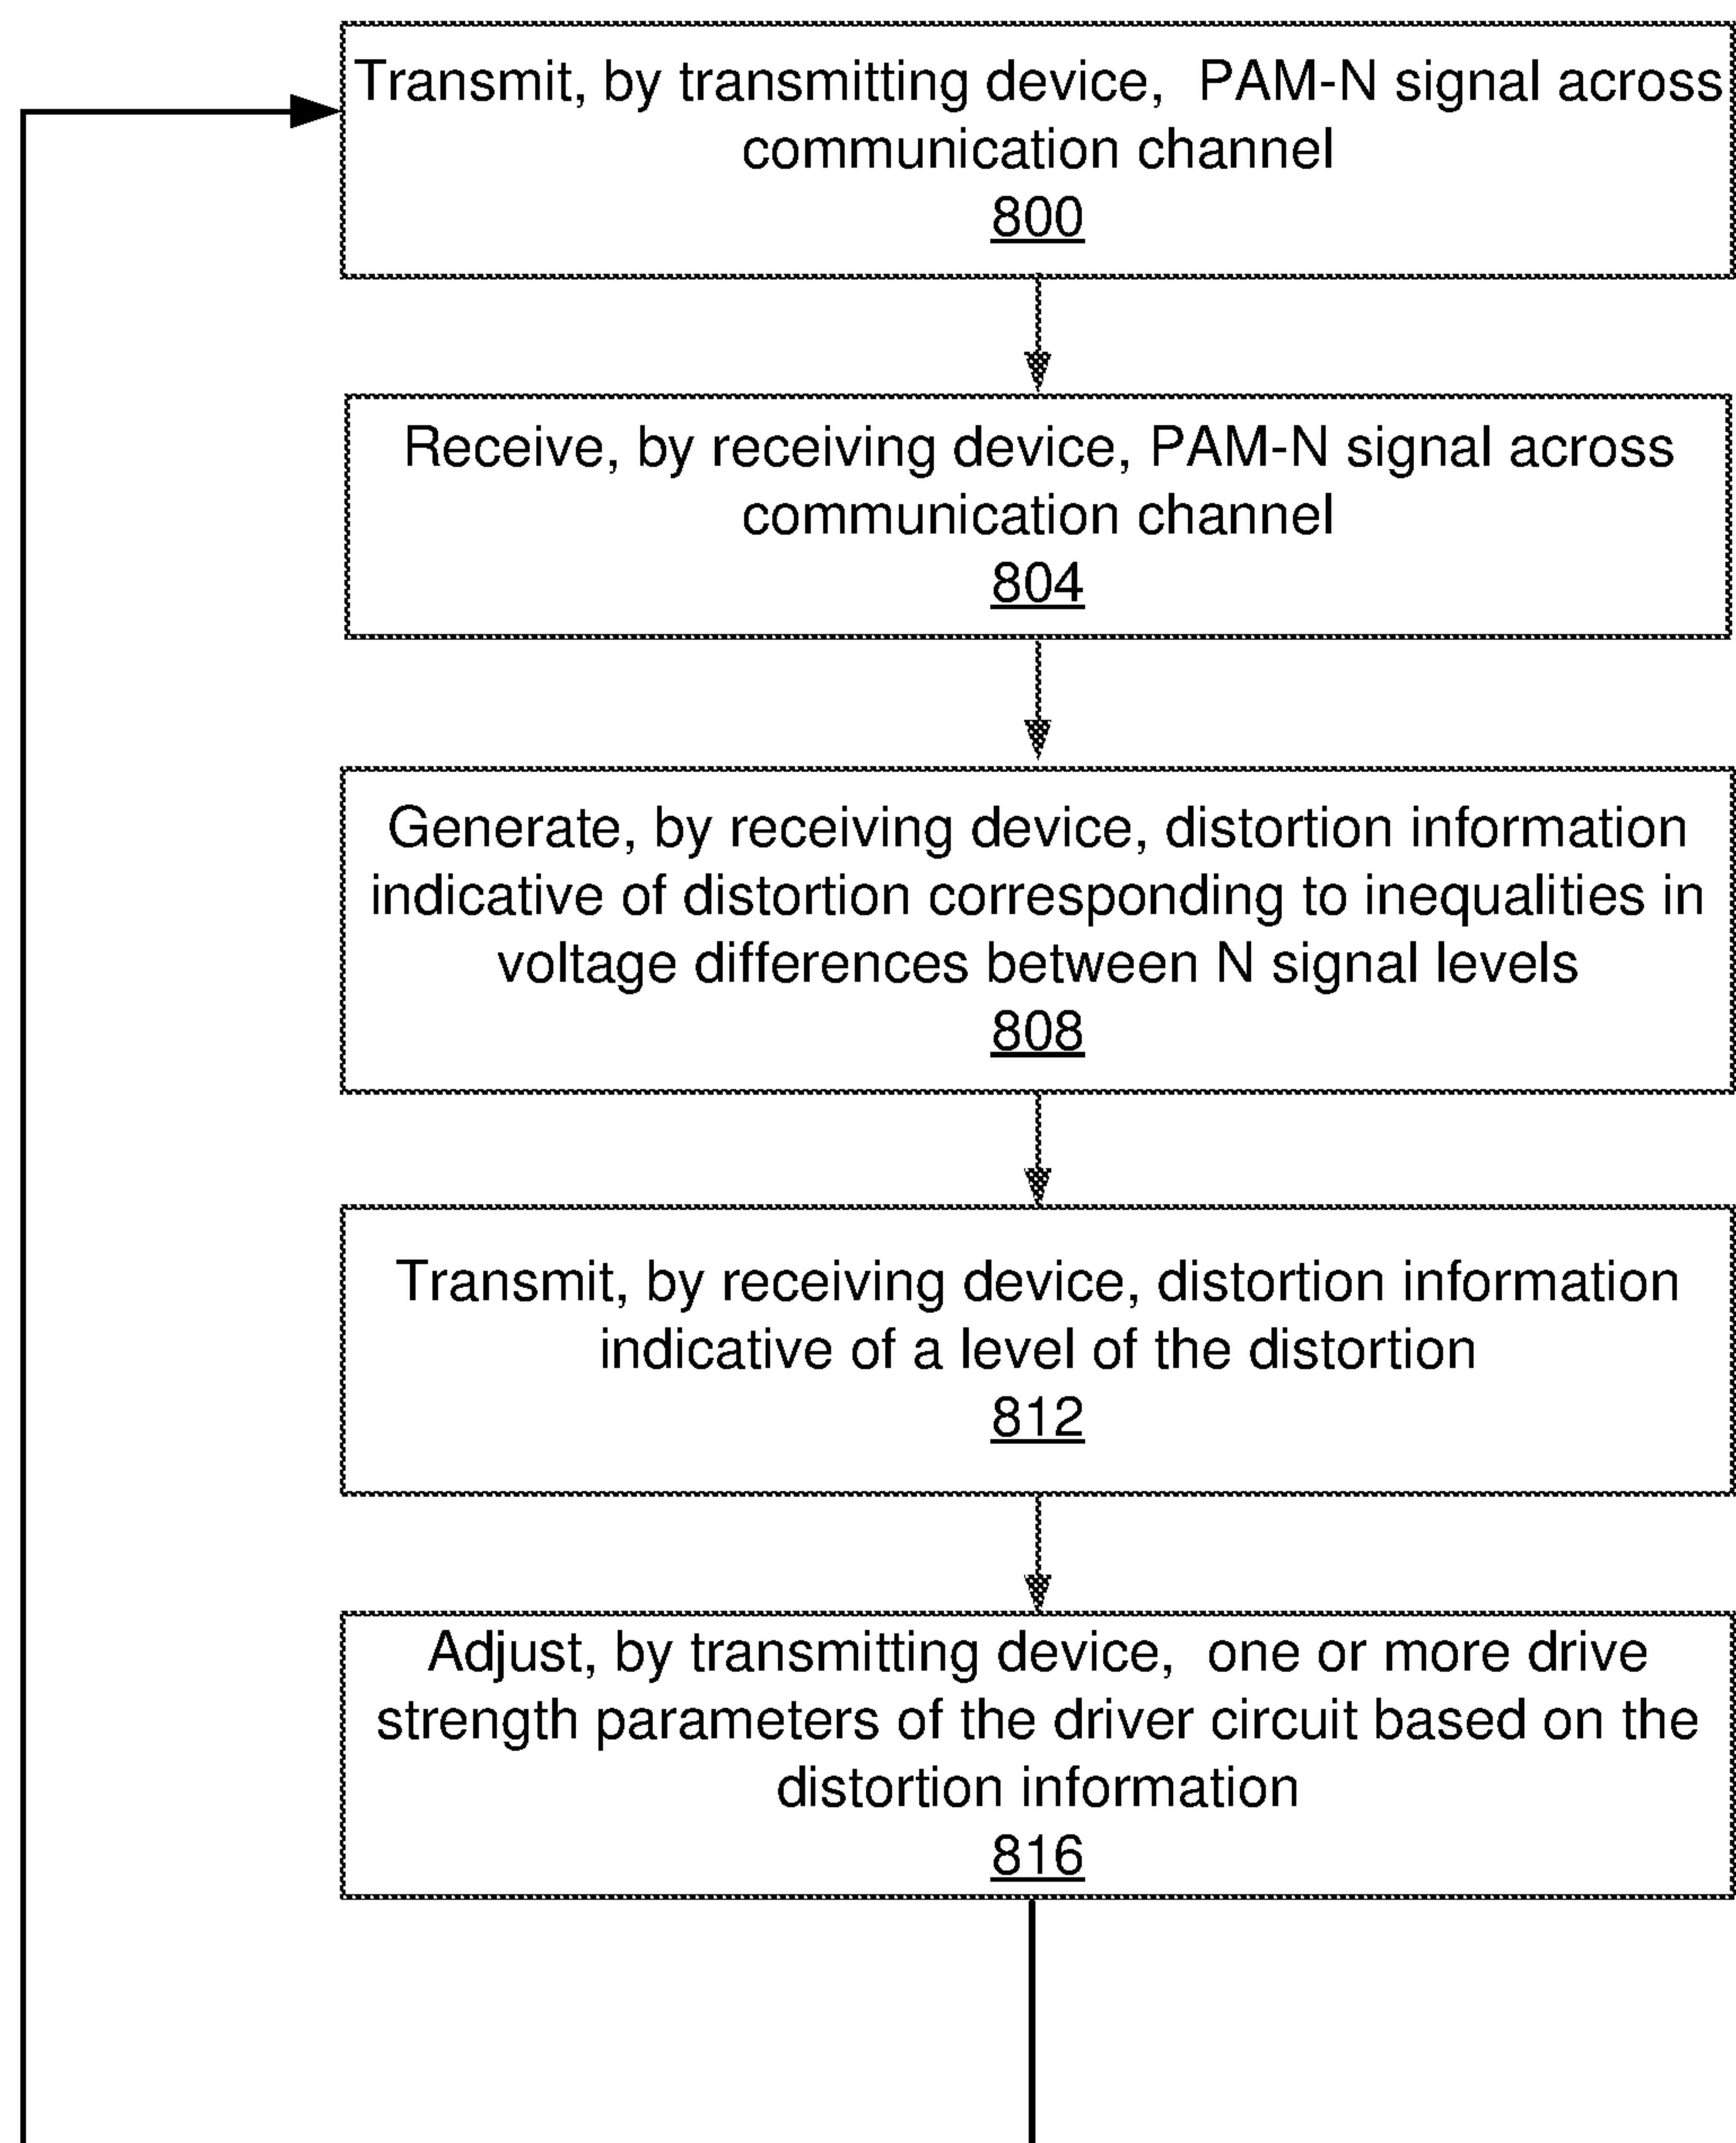 Transmit, by transmitting device,  PAM-N signal across
communication channel
800
Receive, by receiving device, PAM-N signal across
communication channel
804
Generate, by receiving device, distortion information
indicative of distortion corresponding to inequalities in
voltage differences between N signal levels
808
Transmit, by receiving device, distortion information
indicative of a level of the distortion
812
Adjust, by transmitting device,  one or more drive
strength parameters of the driver circuit based on the
distortion information
816